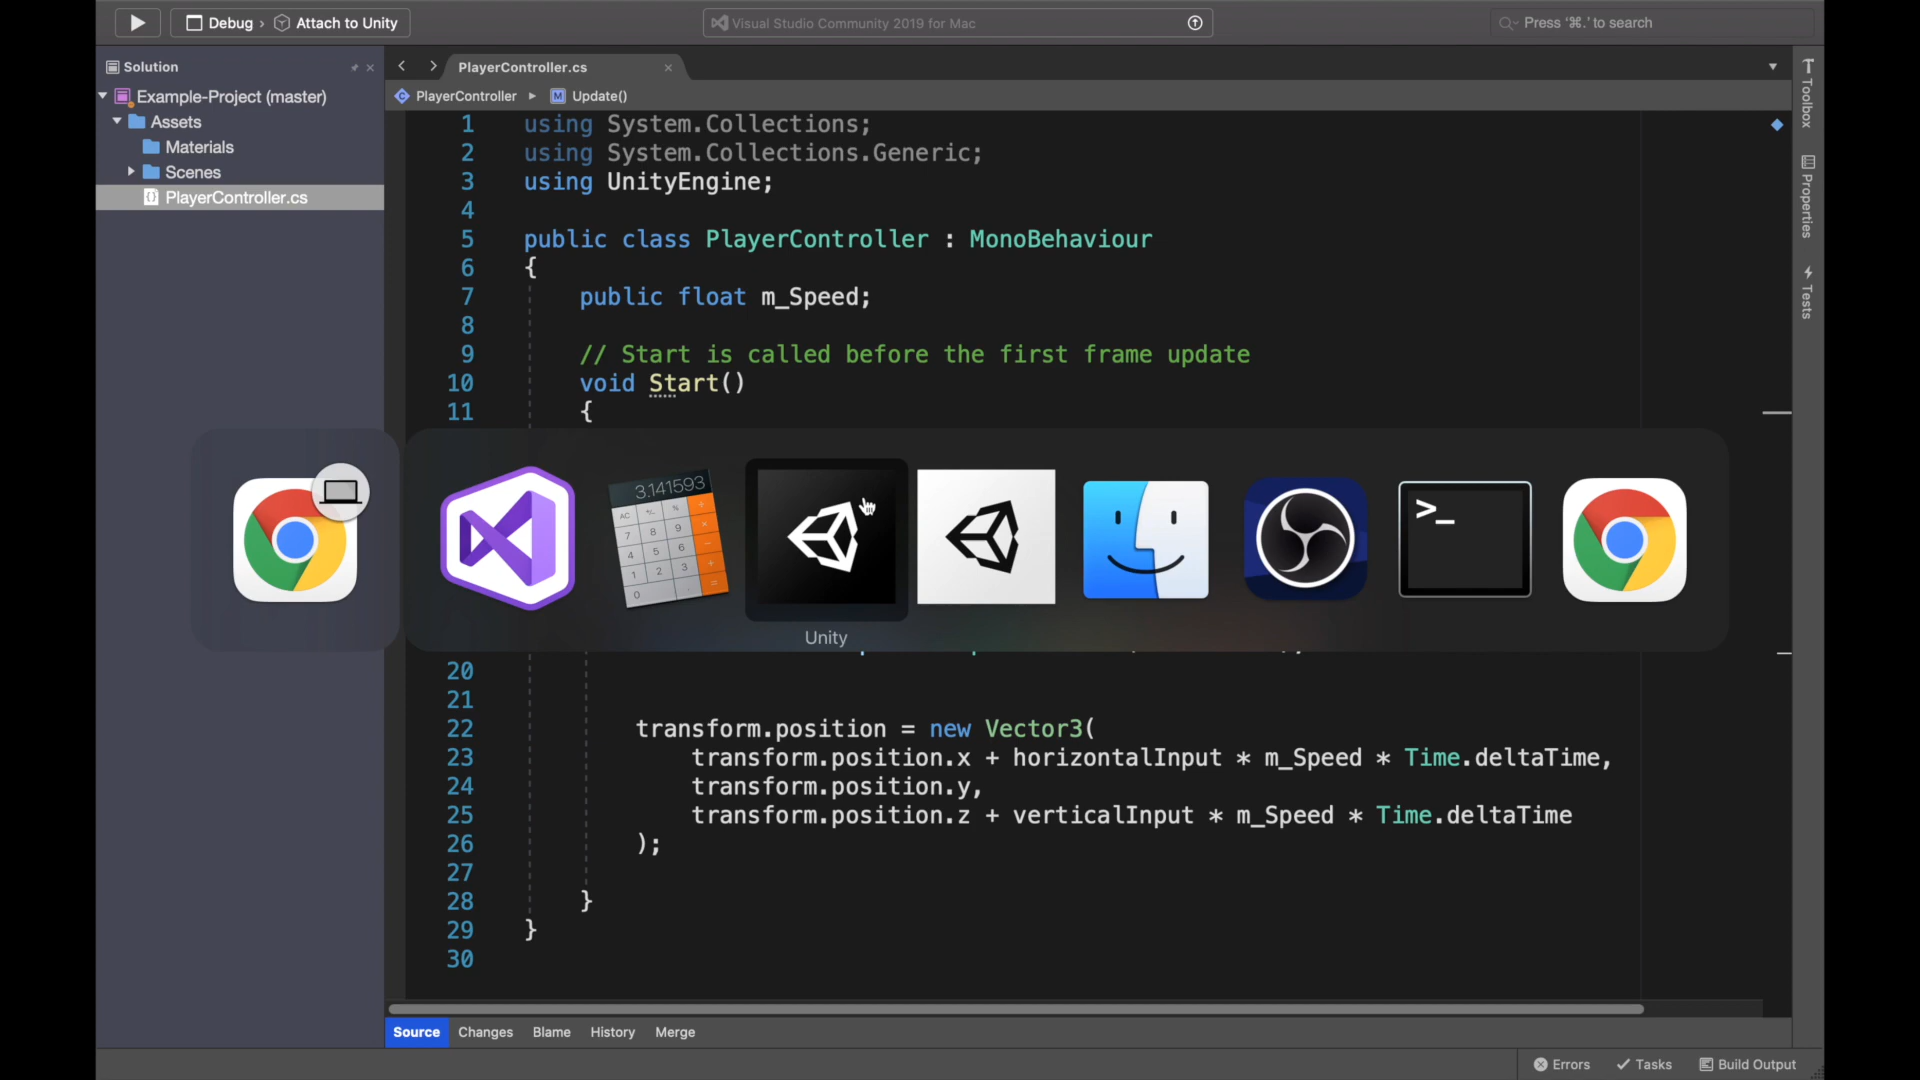 Debug › Attach to Unity
Visual Studio Community 2019 for Mac
Press ‘⌘.’ to search
Solution
Example-Project (master)
Assets
Materials
Scenes
PlayerController.cs
PlayerController.cs
PlayerController
M Update()
1 using System.Collections;
2 using System.Collections.Generic;
3 using UnityEngine;
4
5 public class PlayerController : MonoBehaviour
6 {
7 public float m_Speed;
8
9 // Start is called before the first frame update
10 void Start()
11 {
3.141593
AC
7 8 9
4 5 6
1 2 3
0
>_
Unity
20
21
22 transform.position = new Vector3(
23 transform.position.x + horizontalInput * m_Speed * Time.deltaTime,
24 transform.position.y,
25 transform.position.z + verticalInput * m_Speed * Time.deltaTime
26 );
27
28 }
29 }
30
Source Changes Blame History Merge
Errors Tasks Build Output
Toolbox
Properties
Tests